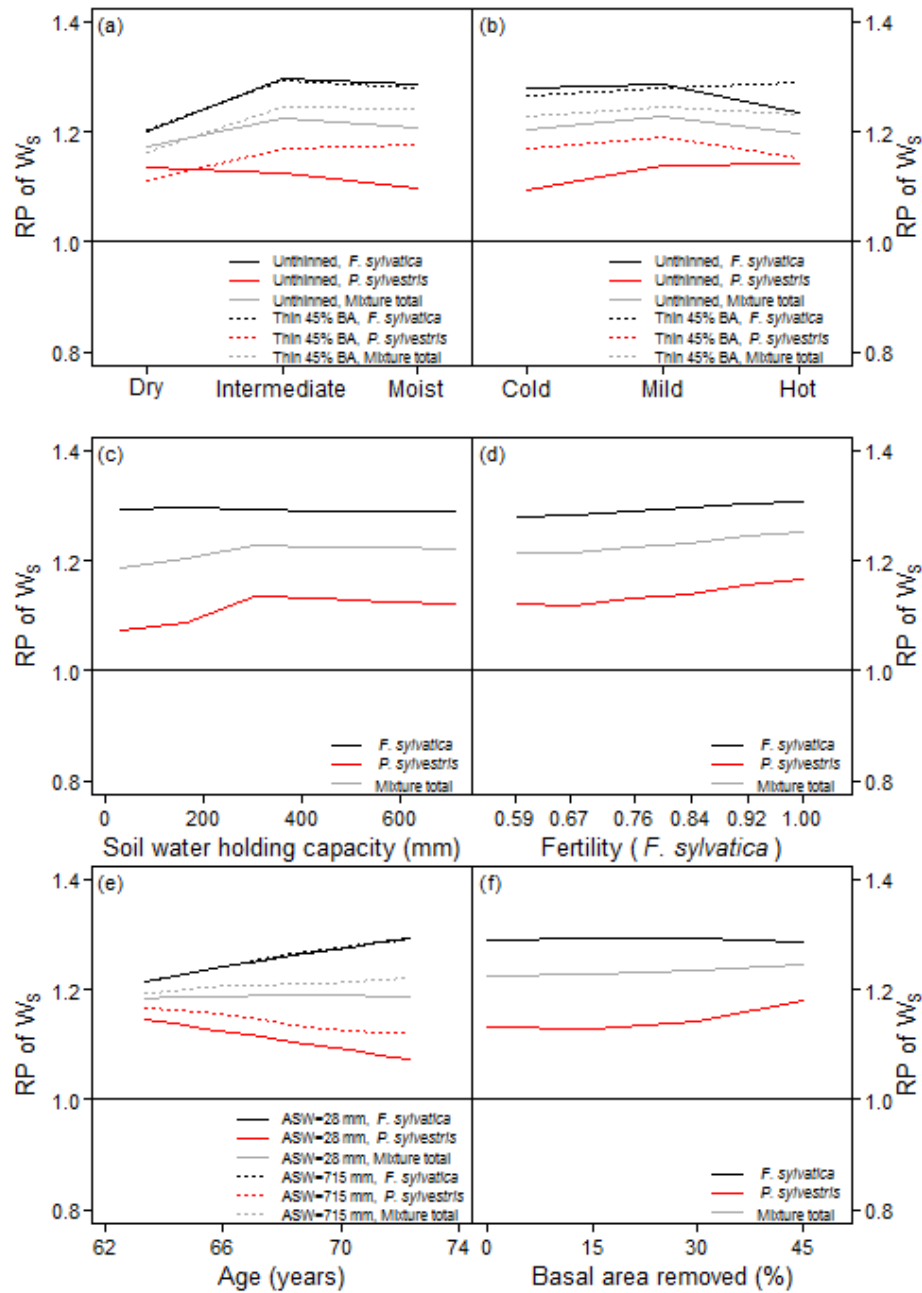 (a)
(b)
1.4
1.2
1.0
0.8
RP of WS
Unthinned, F. sylvatica
Unthinned, P. sylvestris
Unthinned, Mixture total
Thin 45% BA, F. sylvatica
Thin 45% BA, P. sylvestris
Thin 45% BA, Mixture total
Dry
Intermediate
Moist
Unthinned, F. sylvatica
Unthinned, P. sylvestris
Unthinned, Mixture total
Thin 45% BA, F. sylvatica
Thin 45% BA, P. sylvestris
Thin 45% BA, Mixture total
Cold
Mild
Hot
1.4
1.2
1.0
0.8
RP of WS
(c)
(d)
1.4
1.2
1.0
0.8
RP of WS
F. sylvatica
P. sylvestris
Mixture total
0
200
400
600
Soil water holding capacity (mm)
F. sylvatica
P. sylvestris
Mixture total
0.59
0.67
0.76
0.84
0.92
1.00
Fertility ( F. sylvatica )
1.4
1.2
1.0
0.8
RP of WS
(e)
(f)
1.4
1.2
1.0
0.8
RP of WS
ASW=28 mm, F. sylvatica
ASW=28 mm, P. sylvestris
ASW=28 mm, Mixture total
ASW=715 mm, F. sylvatica
ASW=715 mm, P. sylvestris
ASW=715 mm, Mixture total
62
66
70
74
Age (years)
F. sylvatica
P. sylvestris
Mixture total
0
15
30
45
Basal area removed (%)
1.4
1.2
1.0
0.8
RP of WS